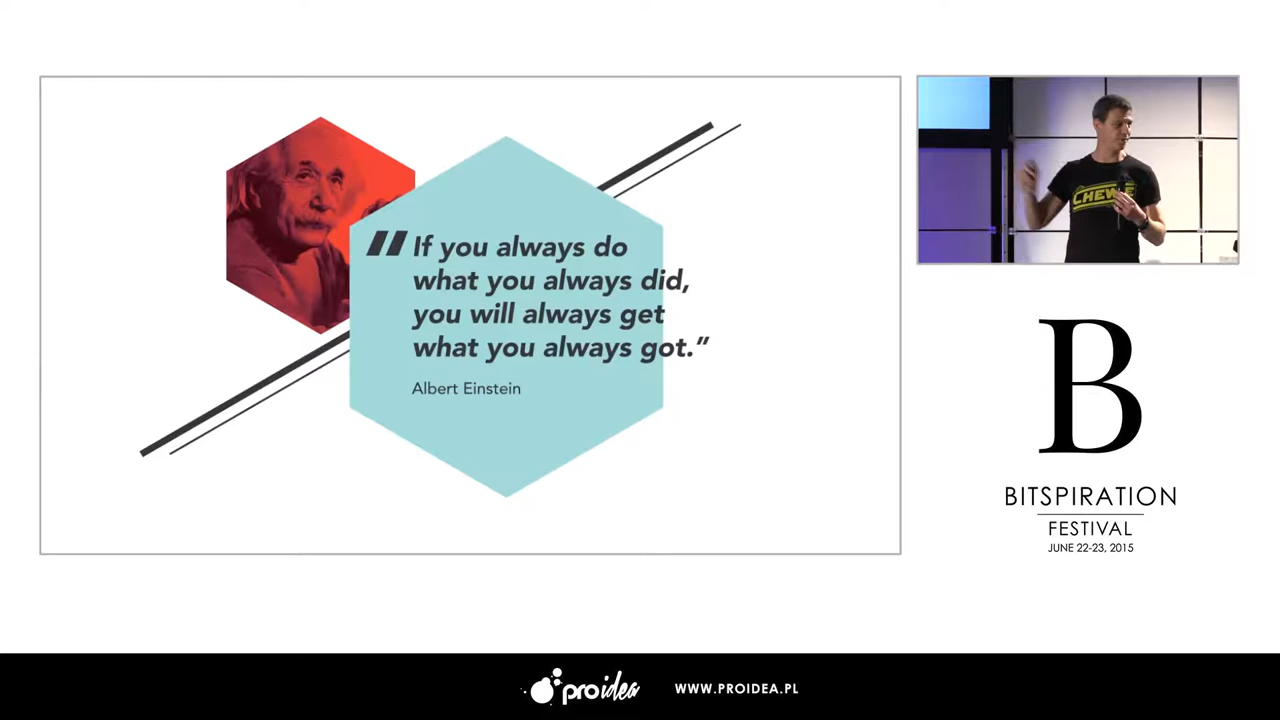 "If you always do
what you always did,
you will always get
what you always got.”
Albert Einstein
CHEWIE
B
BITSPIRATION
FESTIVAL
JUNE 22-23, 2015
proidea
WWW.PROIDEA.PL